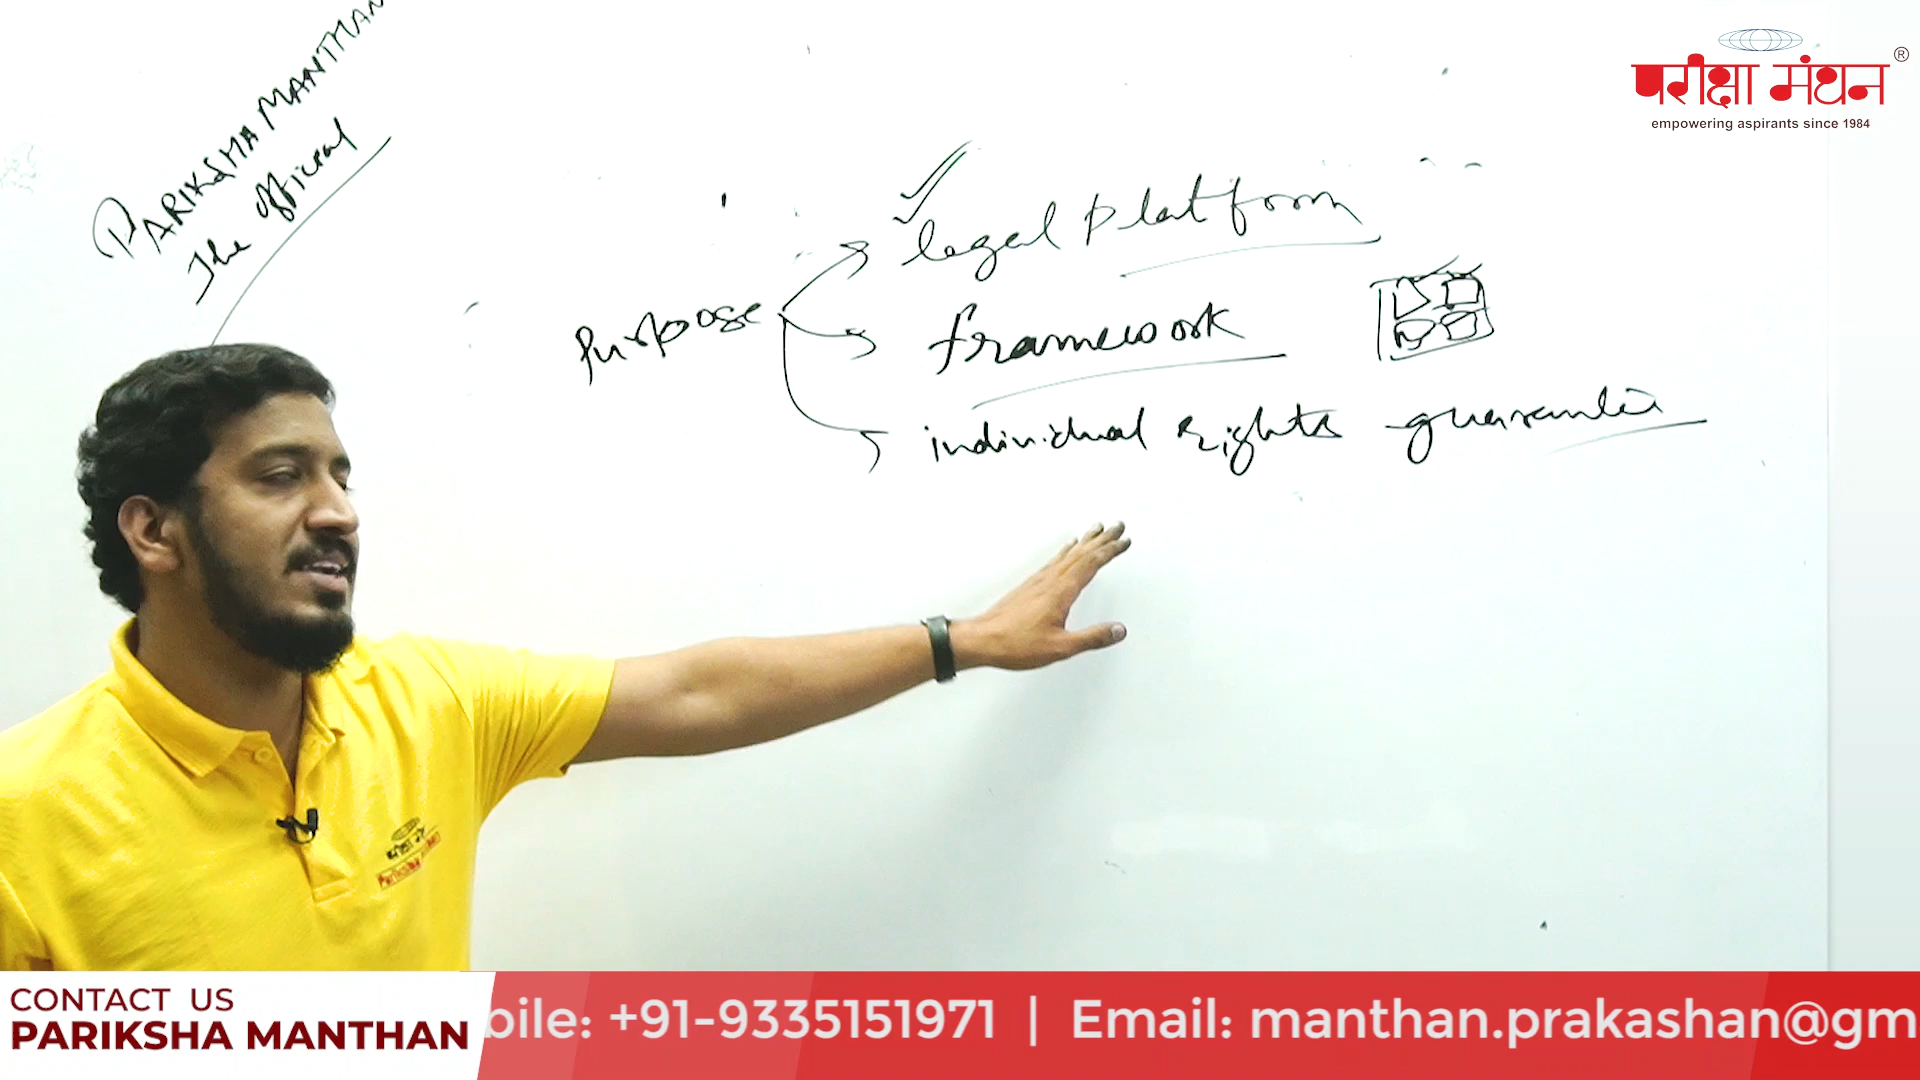 PARIKSHA MANTHAN
The Official
परीक्षा मंथन ®
empowering aspirants since 1984
Purpose
legal platform
framework
individual rights guarantee
CONTACT US
PARIKSHA MANTHAN
bile: +91-9335151971 | Email: manthan.prakashan@gm